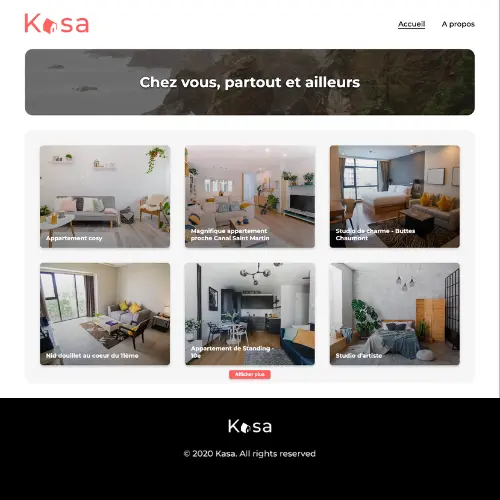 Kasa
Accueil A propos
Chez vous, partout et ailleurs
Appartement cosy
Magnifique appartement
proche Canal Saint Martin
Studio de charme - Buttes
Chaumont
Nid douillet au coeur du 11ème
Appartement de Standing -
10e
Studio d'artiste
Afficher plus
Kasa
© 2020 Kasa. All rights reserved